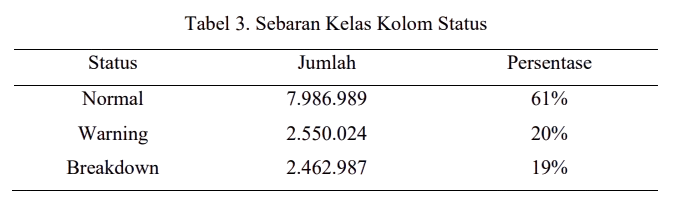 Tabel 3. Sebaran Kelas Kolom Status
Status Jumlah Persentase
Normal 7.986.989 61%
Warning 2.550.024 20%
Breakdown 2.462.987 19%